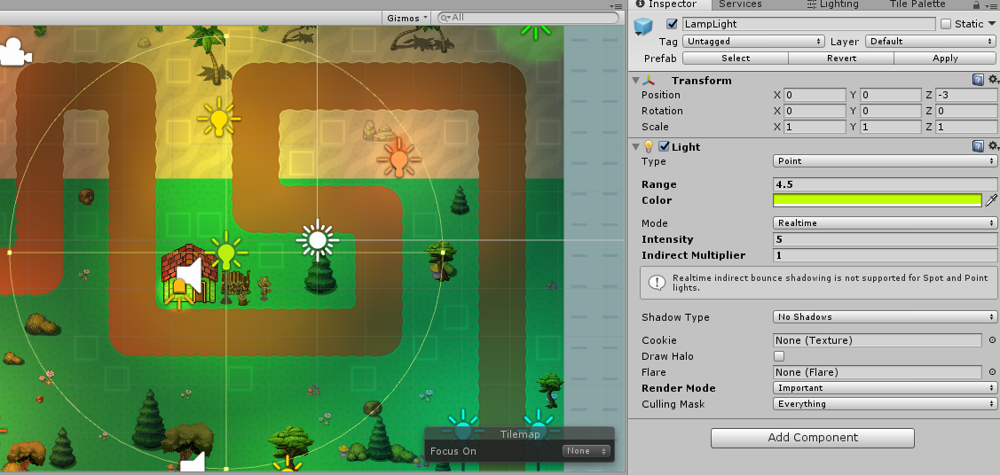 Inspector
Services
Lighting
Tile Palette
Gizmos
All
LampLight
Static
Tag
Untagged
Layer
Default
Prefab
Select
Revert
Apply
Transform
Position X 0 Y 0 Z -3
Rotation X 0 Y 0 Z 0
Scale X 1 Y 1 Z 1
Light
Type
Point
Range
4.5
Color
Mode
Realtime
Intensity
5
Indirect Multiplier
1
Realtime indirect bounce shadowing is not supported for Spot and Point
lights.
Shadow Type
No Shadows
Cookie
None (Texture)
Draw Halo
Flare
None (Flare)
Render Mode
Important
Culling Mask
Everything
Add Component
Tilemap
Focus On
None